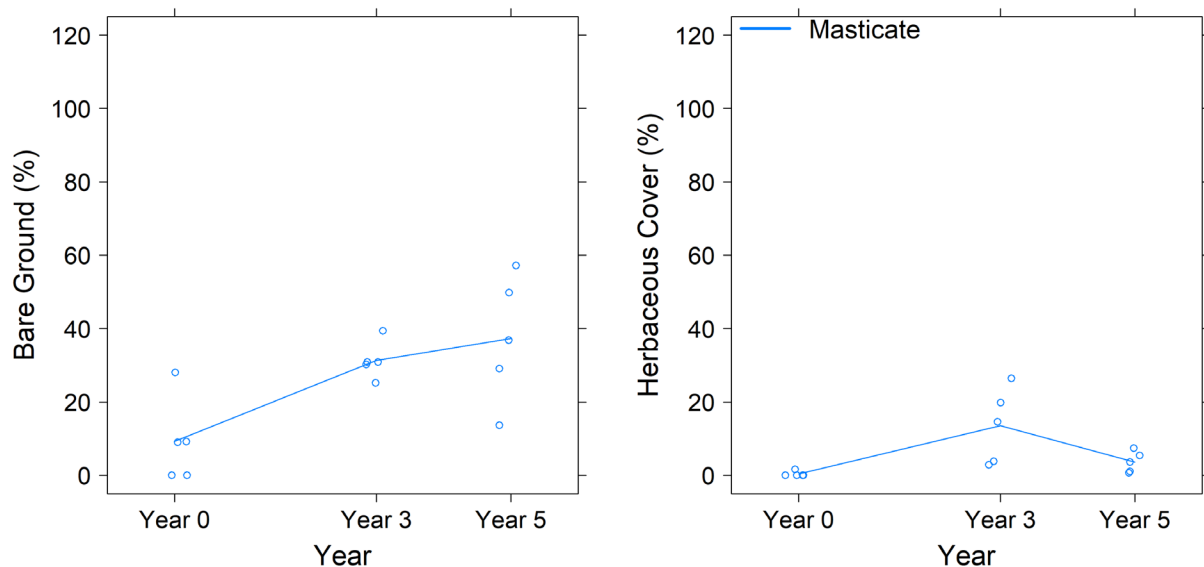 Bare Ground (%)
120
100
80
60
40
20
0
Year 0
Year 3
Year 5
Year
Herbaceous Cover (%)
120
100
80
60
40
20
0
Masticate
Year 0
Year 3
Year 5
Year